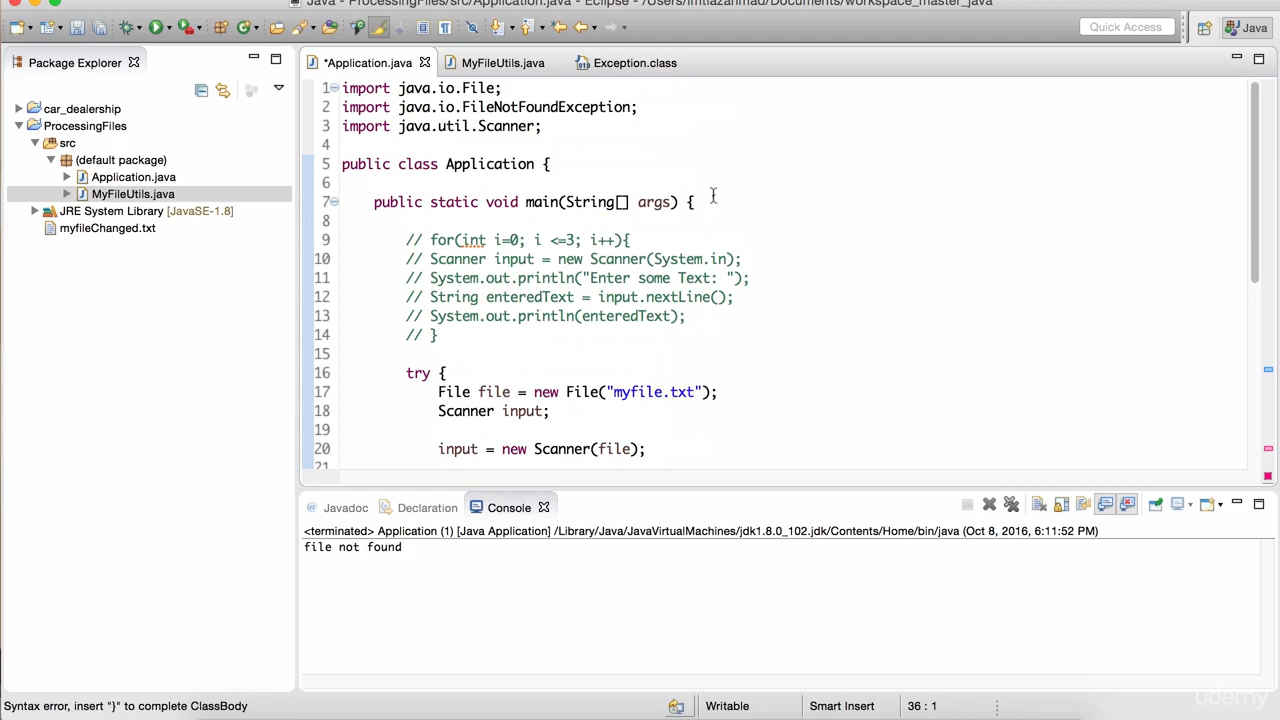 Java - ProcessingFiles/src/Application.java - Eclipse - /Users/imtiazahmad/Documents/workspace_master_java
Quick Access
Java
Package Explorer
*Application.java
MyFileUtils.java
Exception.class
car_dealership
ProcessingFiles
src
(default package)
Application.java
MyFileUtils.java
JRE System Library [JavaSE-1.8]
myfileChanged.txt
1 import java.io.File;
2 import java.io.FileNotFoundException;
3 import java.util.Scanner;
4
5 public class Application {
6
7 public static void main(String[] args) {
8
9 // for(int i=0; i <=3; i++){
10 // Scanner input = new Scanner(System.in);
11 // System.out.println("Enter some Text: ");
12 // String enteredText = input.nextLine();
13 // System.out.println(enteredText);
14 // }
15
16 try {
17 File file = new File("myfile.txt");
18 Scanner input;
19
20 input = new Scanner(file);
21
Javadoc
Declaration
Console
<terminated> Application (1) [Java Application] /Library/Java/JavaVirtualMachines/jdk1.8.0_102.jdk/Contents/Home/bin/java (Oct 8, 2016, 6:11:52 PM)
file not found
Syntax error, insert "}" to complete ClassBody
Writable
Smart Insert
36 : 1
udemy